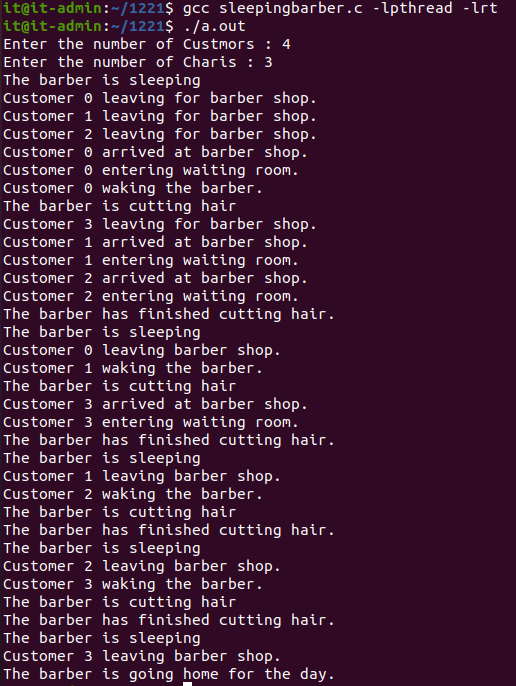 it@it-admin:~/1221$ gcc sleepingbarber.c -lpthread -lrt
it@it-admin:~/1221$ ./a.out
Enter the number of Custmors : 4
Enter the number of Charis : 3
The barber is sleeping
Customer 0 leaving for barber shop.
Customer 1 leaving for barber shop.
Customer 2 leaving for barber shop.
Customer 0 arrived at barber shop.
Customer 0 entering waiting room.
Customer 0 waking the barber.
The barber is cutting hair
Customer 3 leaving for barber shop.
Customer 1 arrived at barber shop.
Customer 1 entering waiting room.
Customer 2 arrived at barber shop.
Customer 2 entering waiting room.
The barber has finished cutting hair.
The barber is sleeping
Customer 0 leaving barber shop.
Customer 1 waking the barber.
The barber is cutting hair
Customer 3 arrived at barber shop.
Customer 3 entering waiting room.
The barber has finished cutting hair.
The barber is sleeping
Customer 1 leaving barber shop.
Customer 2 waking the barber.
The barber is cutting hair
The barber has finished cutting hair.
The barber is sleeping
Customer 2 leaving barber shop.
Customer 3 waking the barber.
The barber is cutting hair
The barber has finished cutting hair.
The barber is sleeping
Customer 3 leaving barber shop.
The barber is going home for the day.